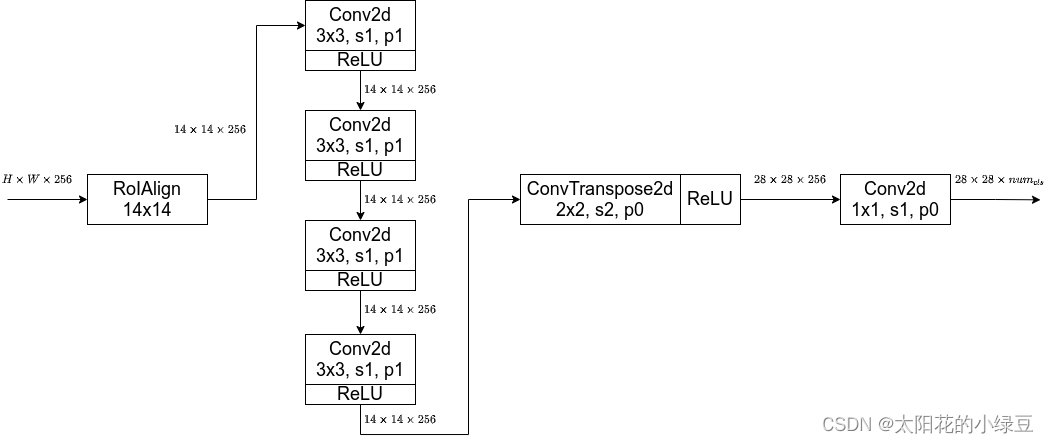 H × W × 256
RoIAlign
14x14
14 × 14 × 256
Conv2d
3x3, s1, p1
ReLU
14 × 14 × 256
Conv2d
3x3, s1, p1
ReLU
14 × 14 × 256
Conv2d
3x3, s1, p1
ReLU
14 × 14 × 256
Conv2d
3x3, s1, p1
ReLU
14 × 14 × 256
ConvTranspose2d
2x2, s2, p0
ReLU
28 × 28 × 256
Conv2d
1x1, s1, p0
28 × 28 × num_cls
CSDN @太阳花的小绿豆